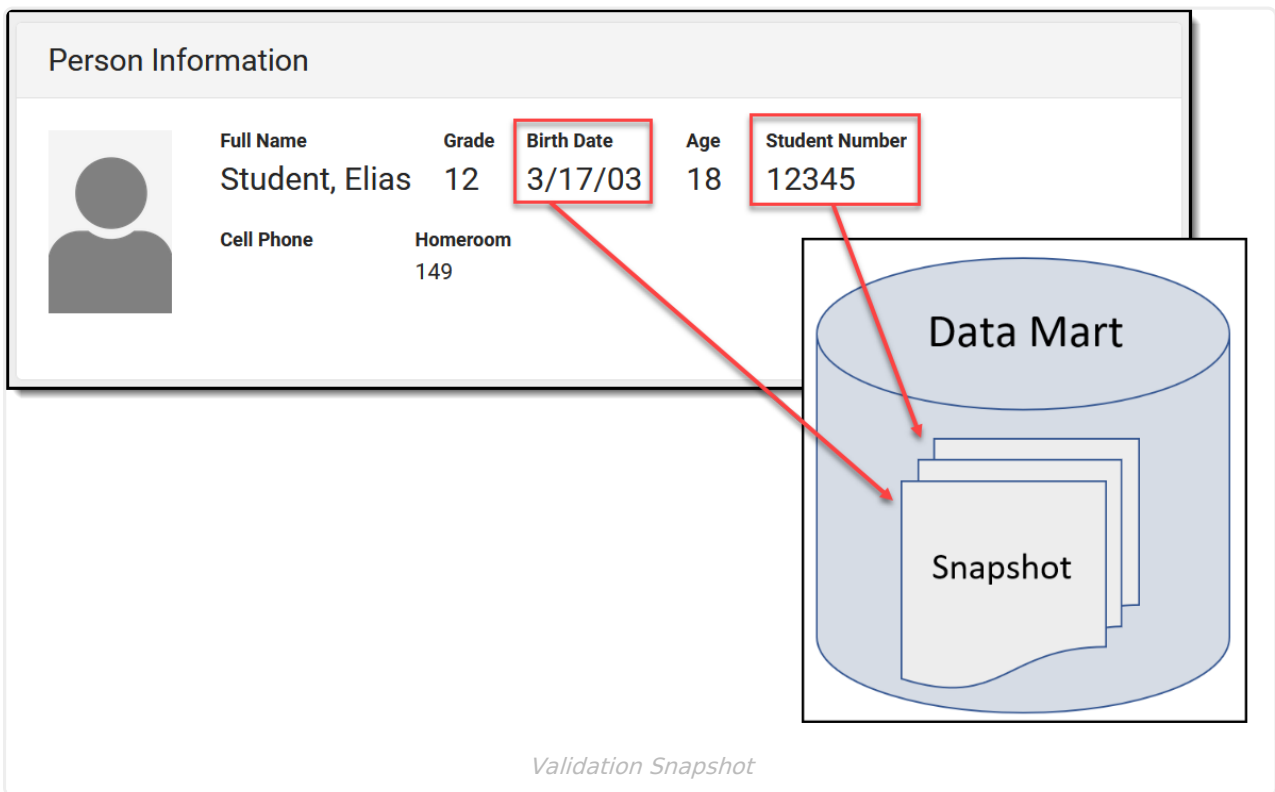 Person Information
Full Name Grade Birth Date Age Student Number
Student, Elias 12 3/17/03 18 12345
Cell Phone Homeroom
149
Data Mart
Snapshot
Validation Snapshot